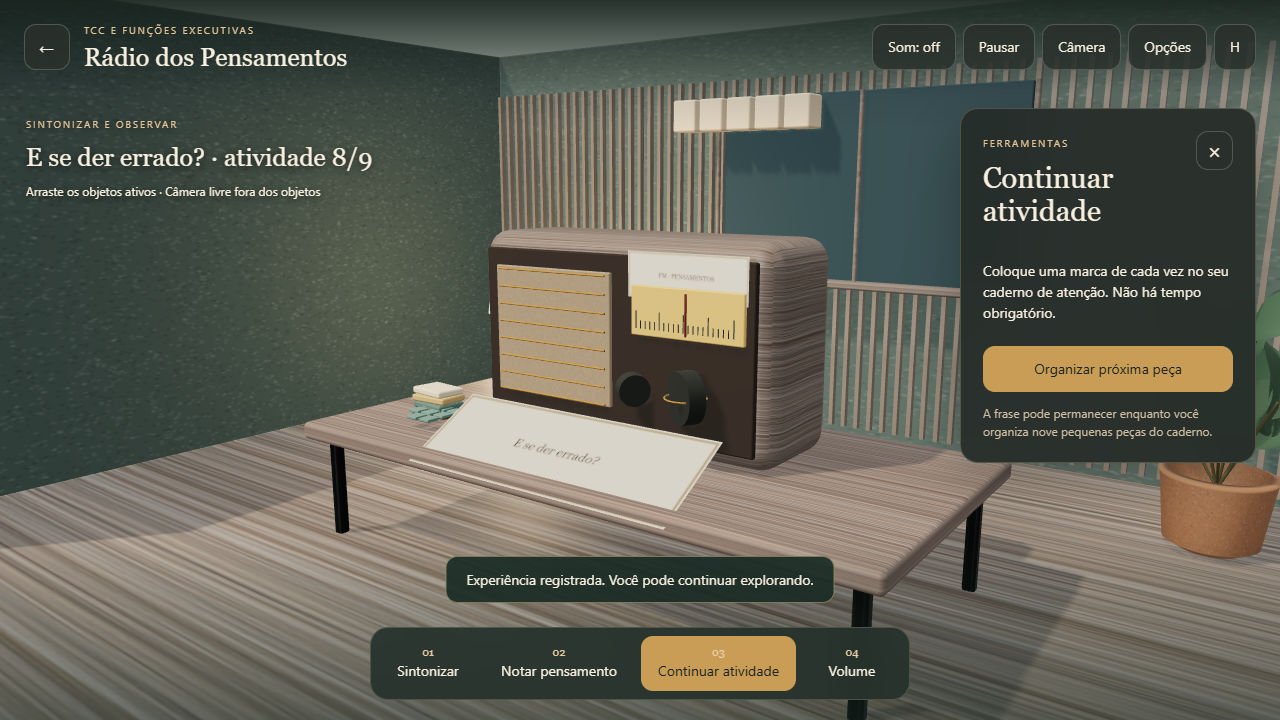 ←
TCC E FUNÇÕES EXECUTIVAS
Rádio dos Pensamentos
Som: off
Pausar
Câmera
Opções
H
SINTONIZAR E OBSERVAR
E se der errado? · atividade 8/9
Arraste os objetos ativos · Câmera livre fora dos objetos
FERRAMENTAS
×
Continuar
atividade
Coloque uma marca de cada vez no seu
caderno de atenção. Não há tempo
obrigatório.
Organizar próxima peça
A frase pode permanecer enquanto você
organiza nove pequenas peças do caderno.
FM PENSAMENTOS
E se der errado?
Experiência registrada. Você pode continuar explorando.
01
Sintonizar
02
Notar pensamento
03
Continuar atividade
04
Volume